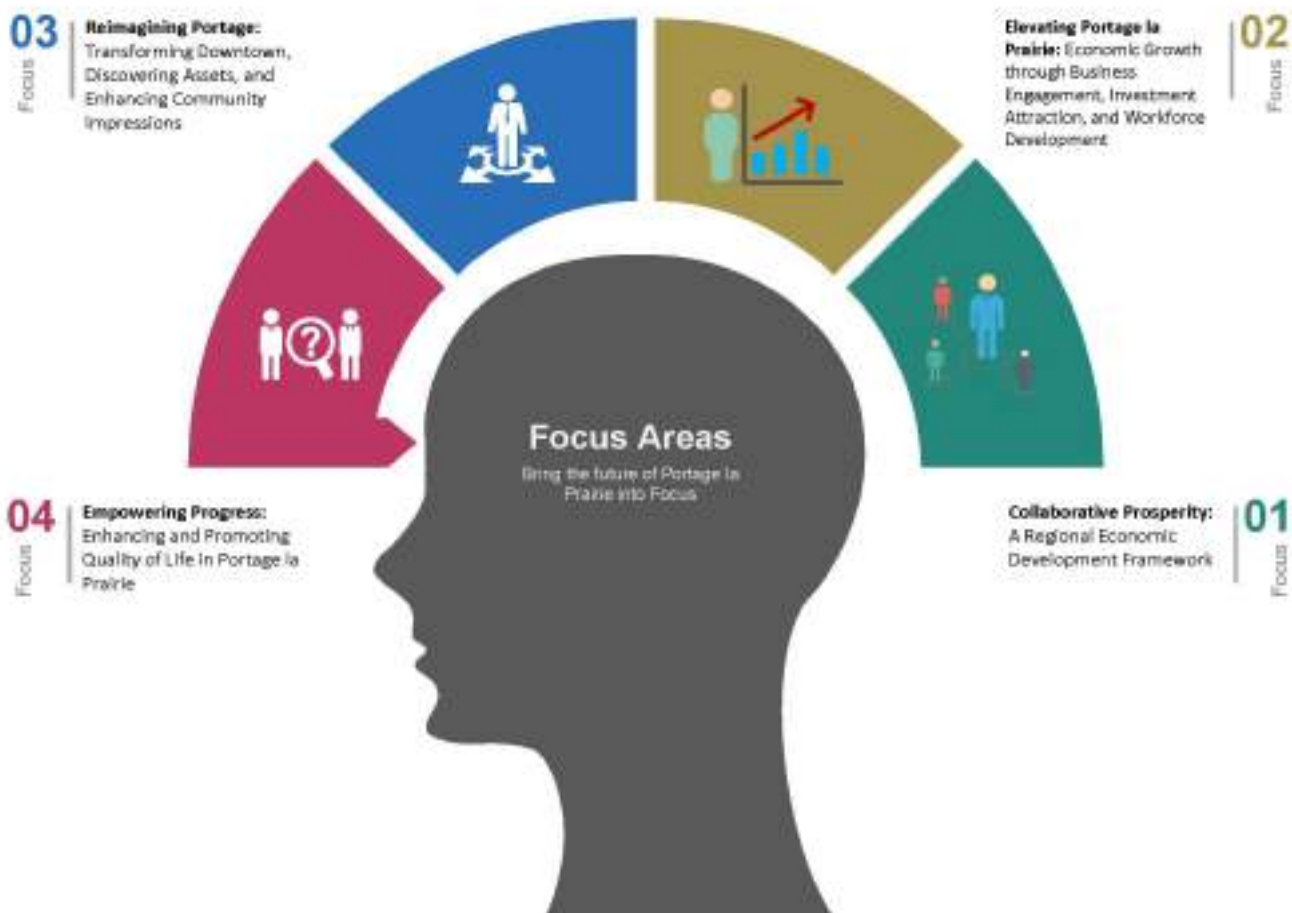 03
Focus
Reimagining Portage:
Transforming Downtown,
Discovering Assets, and
Enhancing Community
Impressions
Elevating Portage la
Prairie: Economic Growth
through Business
Engagement, Investment
Attraction, and Workforce
Development
02
Focus
?
Focus Areas
Bring the future of Portage la
Prairie into Focus
04
Focus
Empowering Progress:
Enhancing and Promoting
Quality of Life in Portage la
Prairie
Collaborative Prosperity:
A Regional Economic
Development Framework
01
Focus